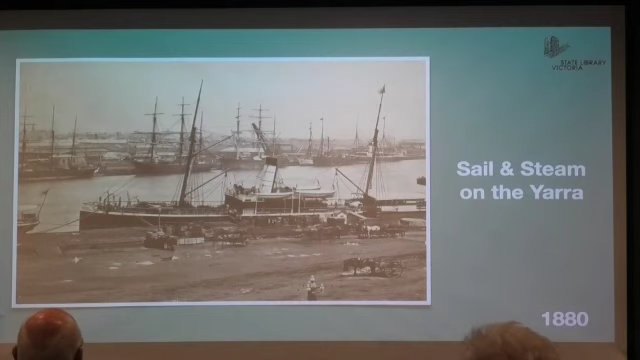 STATE LIBRARY
VICTORIA
Sail & Steam
on the Yarra
1880